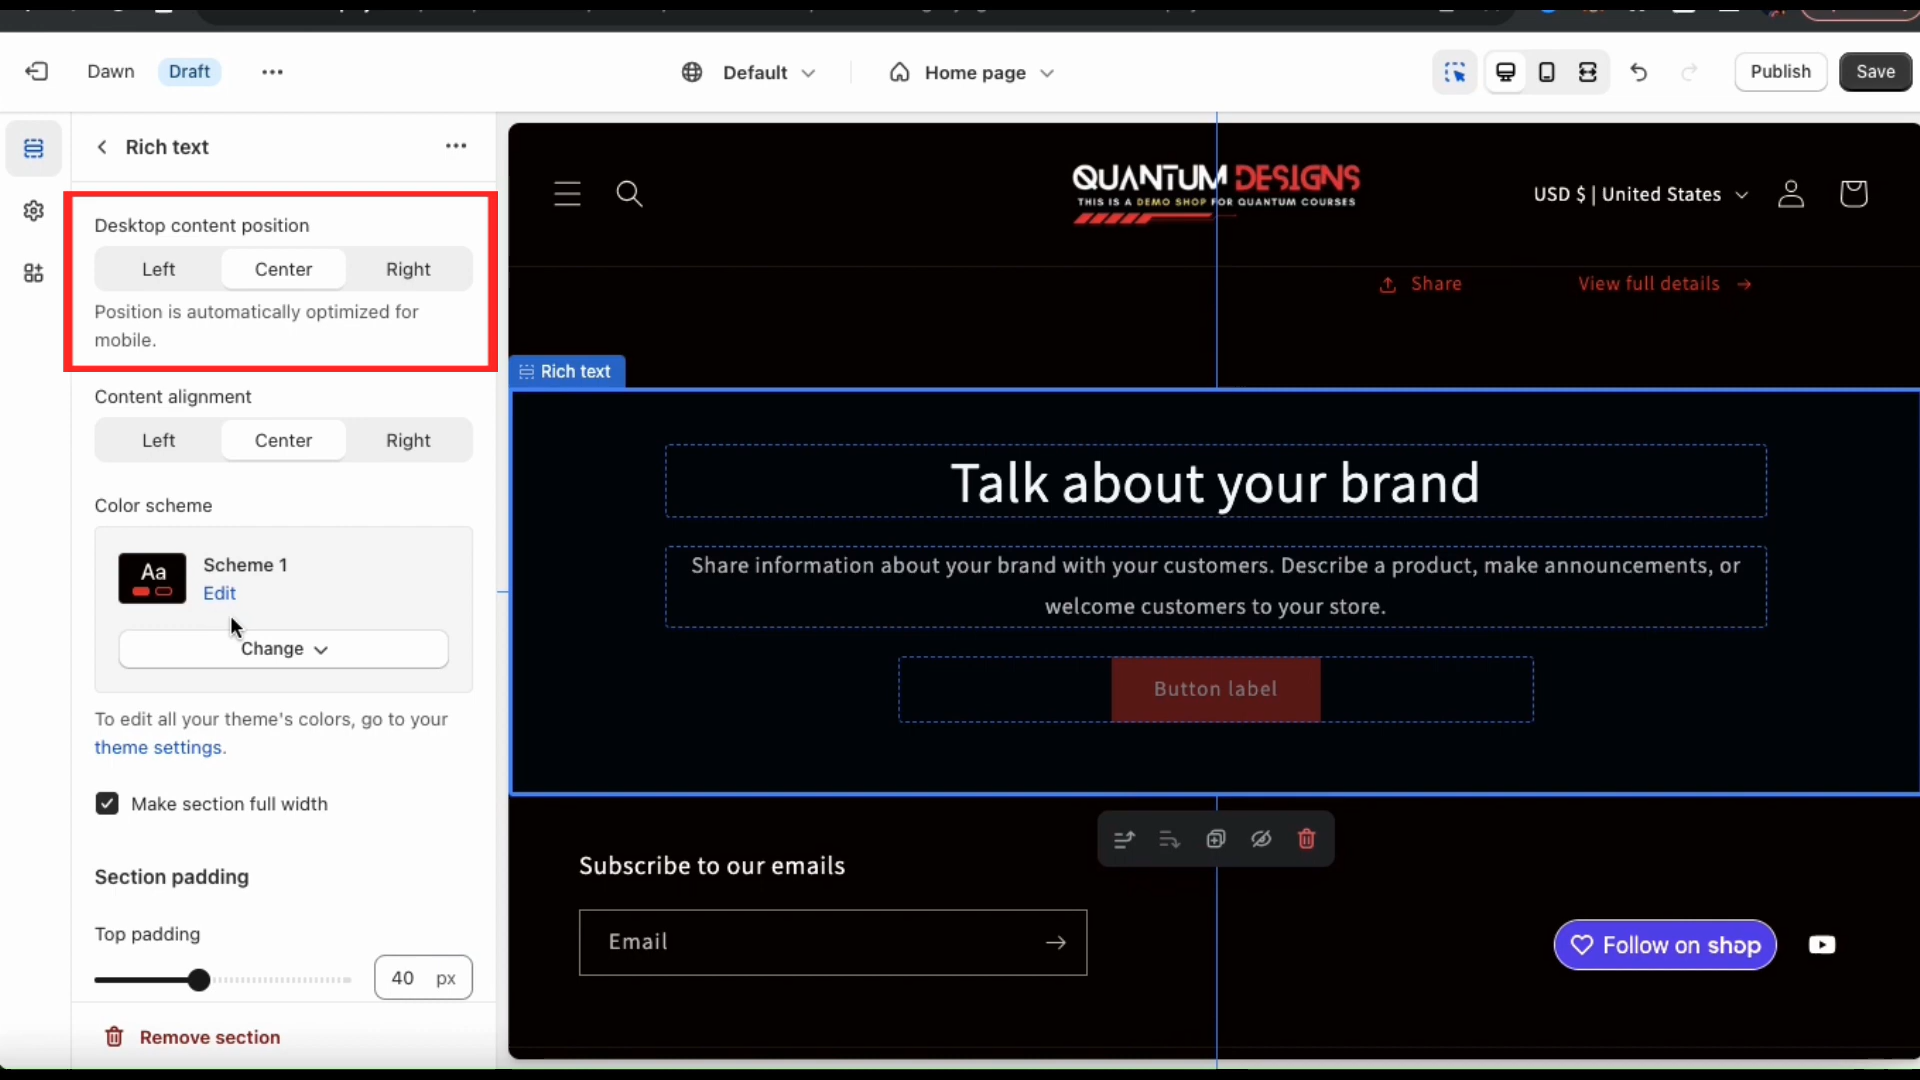 Dawn Draft ••• Default Home page Publish Save
Rich text •••
Desktop content position
Left Center Right
Position is automatically optimized for
mobile.
Content alignment
Left Center Right
Color scheme
Aa
Scheme 1
Edit
Change
To edit all your theme's colors, go to your
theme settings.
Make section full width
Section padding
Top padding
40 px
Remove section
QUANTUM DESIGNS
THIS IS A DEMO SHOP FOR QUANTUM COURSES
USD $ | United States
Share View full details →
Rich text
Talk about your brand
Share information about your brand with your customers. Describe a product, make announcements, or
welcome customers to your store.
Button label
Subscribe to our emails
Email →
Follow on shop